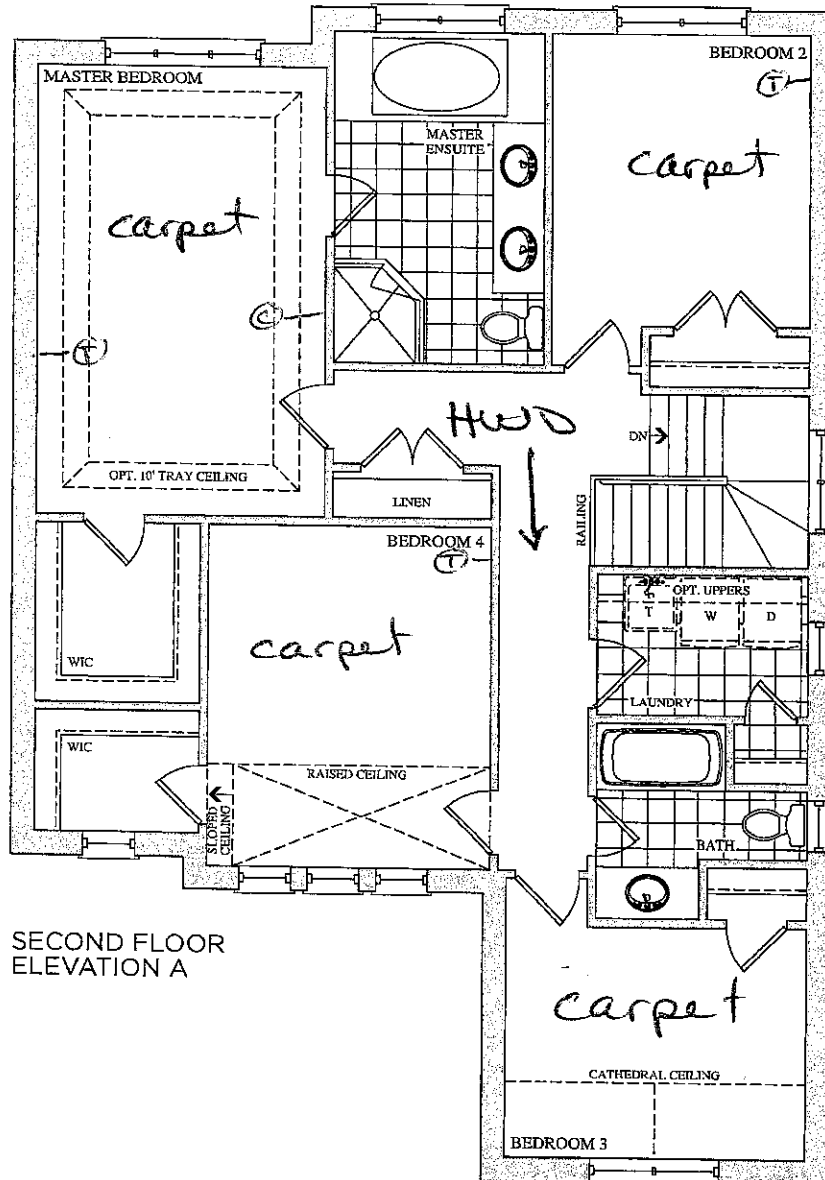 MASTER BEDROOM
BEDROOM 2
T
MASTER
ENSUITE
carpet
carpet
C
T
HWD
DN
OPT. 10' TRAY CEILING
LINEN
RAILING
BEDROOM 4
T
OPT. UPPERS
T
W
D
carpet
WIC
LAUNDRY
WIC
RAISED CEILING
SLOPED
CEILING
BATH
SECOND FLOOR
ELEVATION A
carpet
CATHEDRAL CEILING
BEDROOM 3